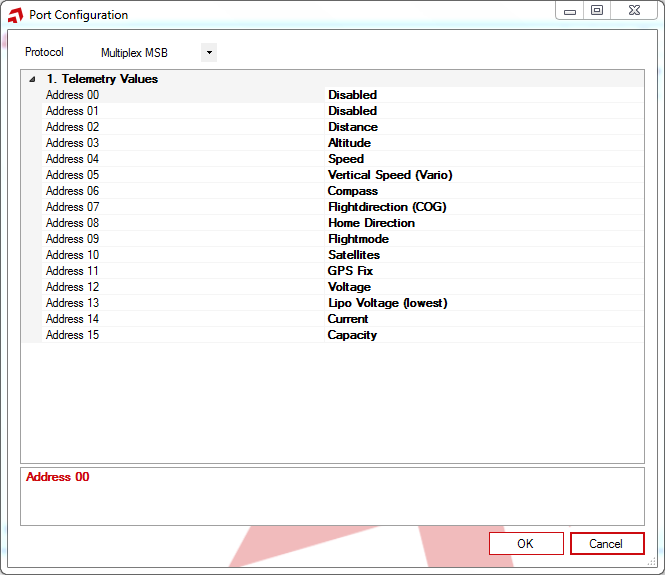 Port Configuration
Protocol Multiplex MSB
1. Telemetry Values
Address 00 Disabled
Address 01 Disabled
Address 02 Distance
Address 03 Altitude
Address 04 Speed
Address 05 Vertical Speed (Vario)
Address 06 Compass
Address 07 Flightdirection (COG)
Address 08 Home Direction
Address 09 Flightmode
Address 10 Satellites
Address 11 GPS Fix
Address 12 Voltage
Address 13 Lipo Voltage (lowest)
Address 14 Current
Address 15 Capacity
Address 00
OK Cancel